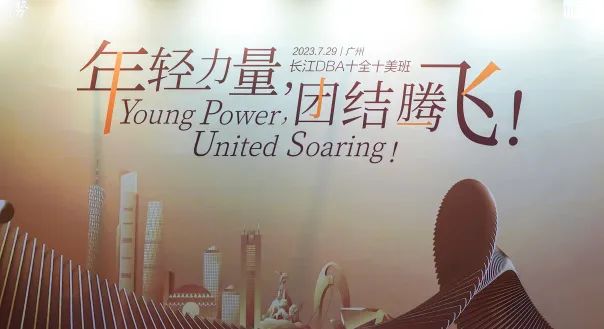 2023.7.29 | 广州
长江DBA十全十美班
年轻力量,团结腾飞!
Young Power,
United Soaring!